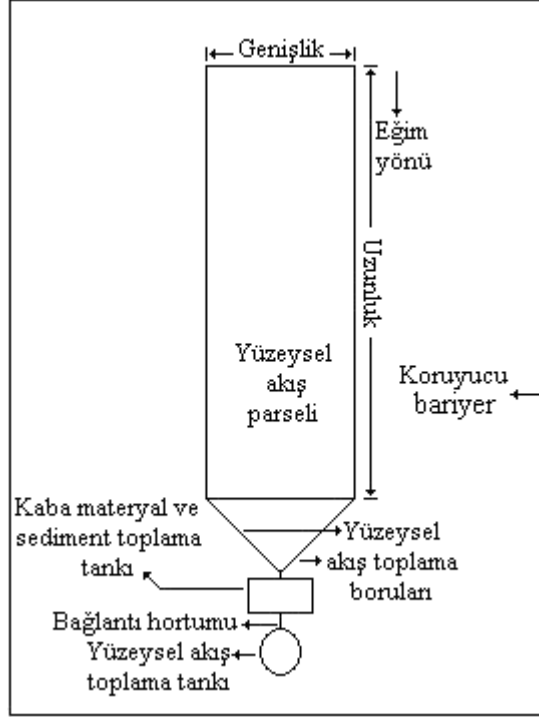 Genişlik
Eğim
yönü
Uzunluk
Yüzeysel
akış
parseli
Koruyucu
bariyer
Kaba materyal ve
sediment toplama
tankı
Yüzeysel
akış toplama
boruları
Bağlantı hortumu
Yüzeysel akış
toplama tankı